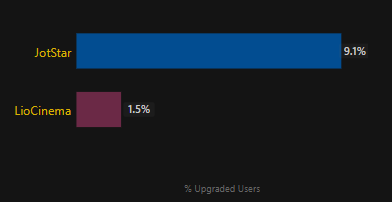 JotStar 9.1%
LioCinema 1.5%
% Upgraded Users